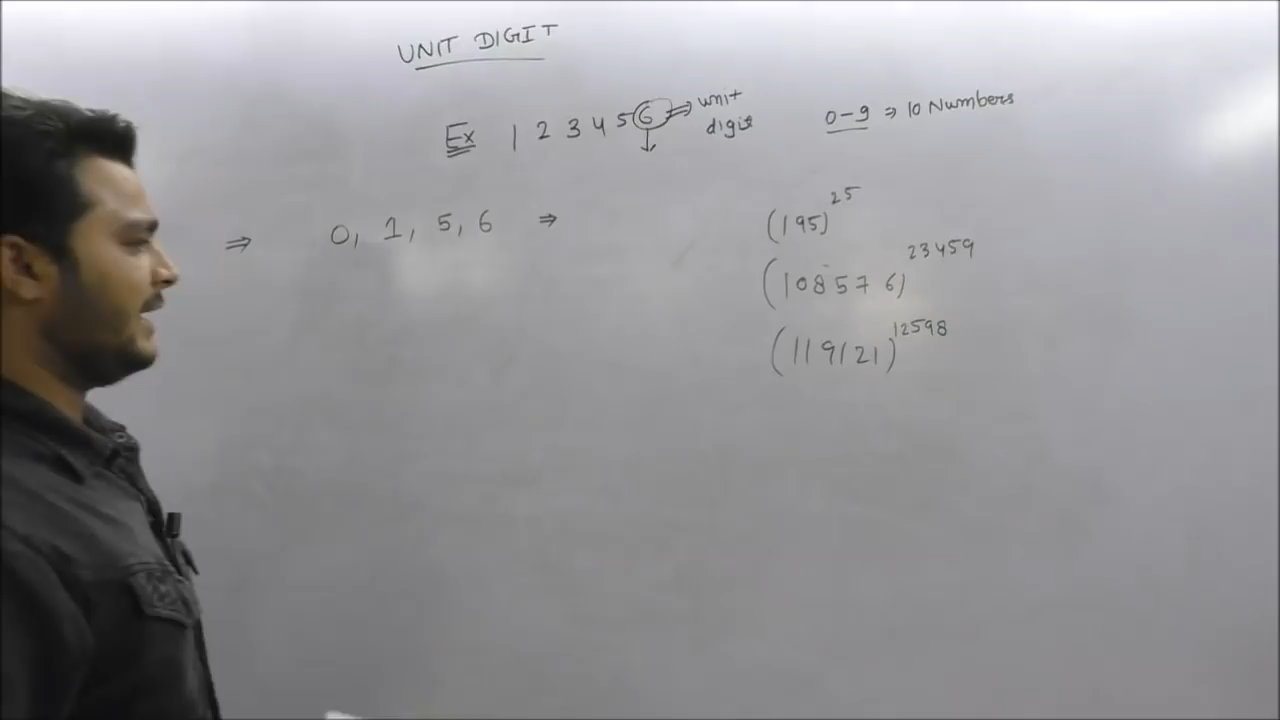 UNIT DIGIT
Ex 1 2 3 4 5 6 ⇒ unit digit
0-9 ⇒ 10 Numbers
⇒ 0, 1, 5, 6 ⇒
(195)^25
(108576)^23459
(119121)^12598